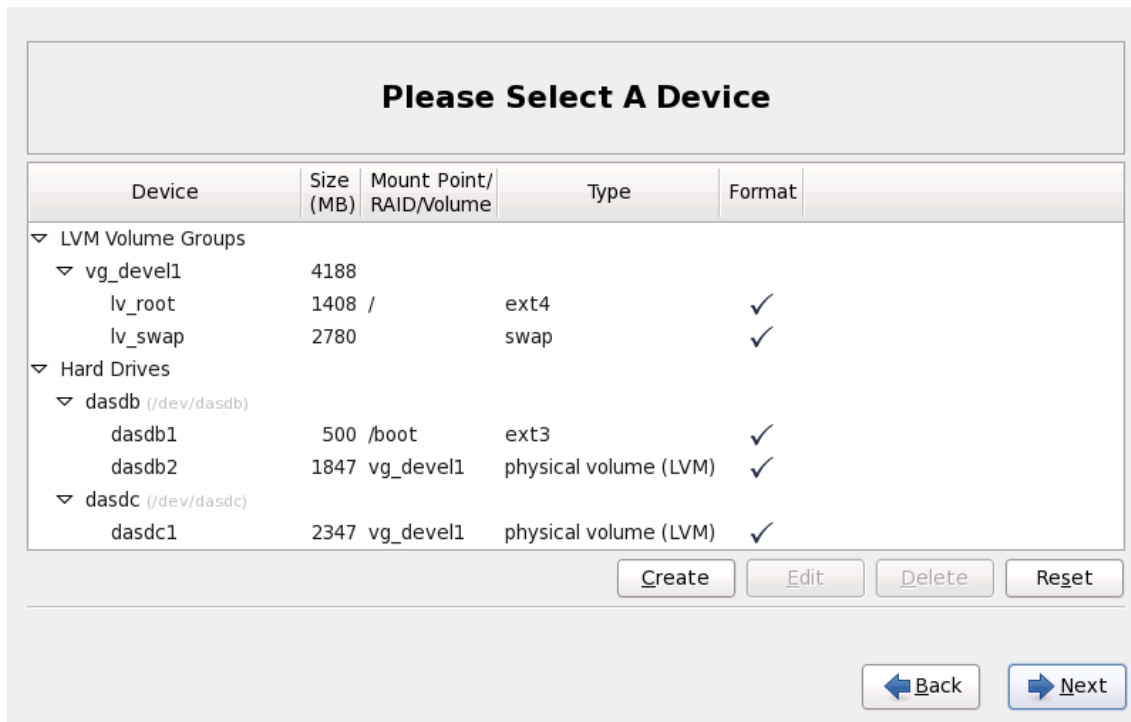 Please Select A Device
Device Size (MB) Mount Point/ RAID/Volume Type Format
LVM Volume Groups
vg_devel1 4188
lv_root 1408 / ext4
lv_swap 2780 swap
Hard Drives
dasdb (/dev/dasdb)
dasdb1 500 /boot ext3
dasdb2 1847 vg_devel1 physical volume (LVM)
dasdc (/dev/dasdc)
dasdc1 2347 vg_devel1 physical volume (LVM)
Create Edit Delete Reset
Back Next